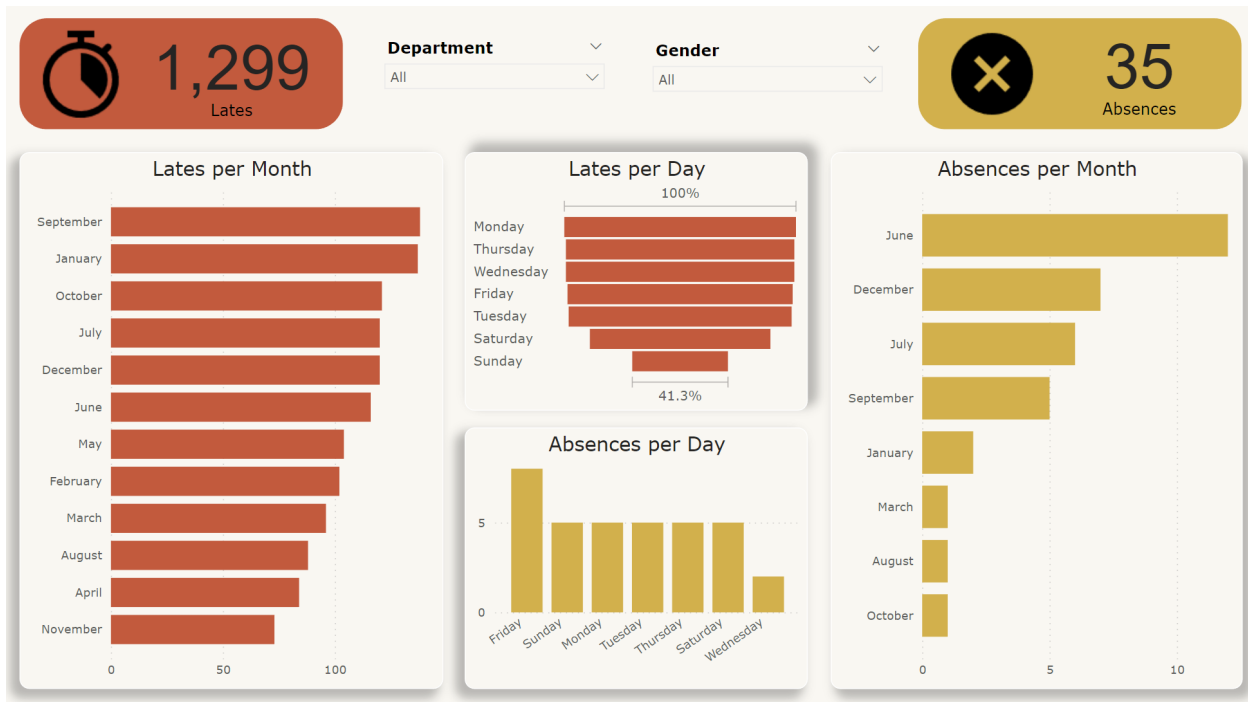 1,299
Lates
Department
All
Gender
All
35
Absences
Lates per Month
September
January
October
July
December
June
May
February
March
August
April
November
0 50 100
Lates per Day
100%
Monday
Thursday
Wednesday
Friday
Tuesday
Saturday
Sunday
41.3%
Absences per Day
5
0
Friday Sunday Monday Tuesday Thursday Saturday Wednesday
Absences per Month
June
December
July
September
January
March
August
October
0 5 10